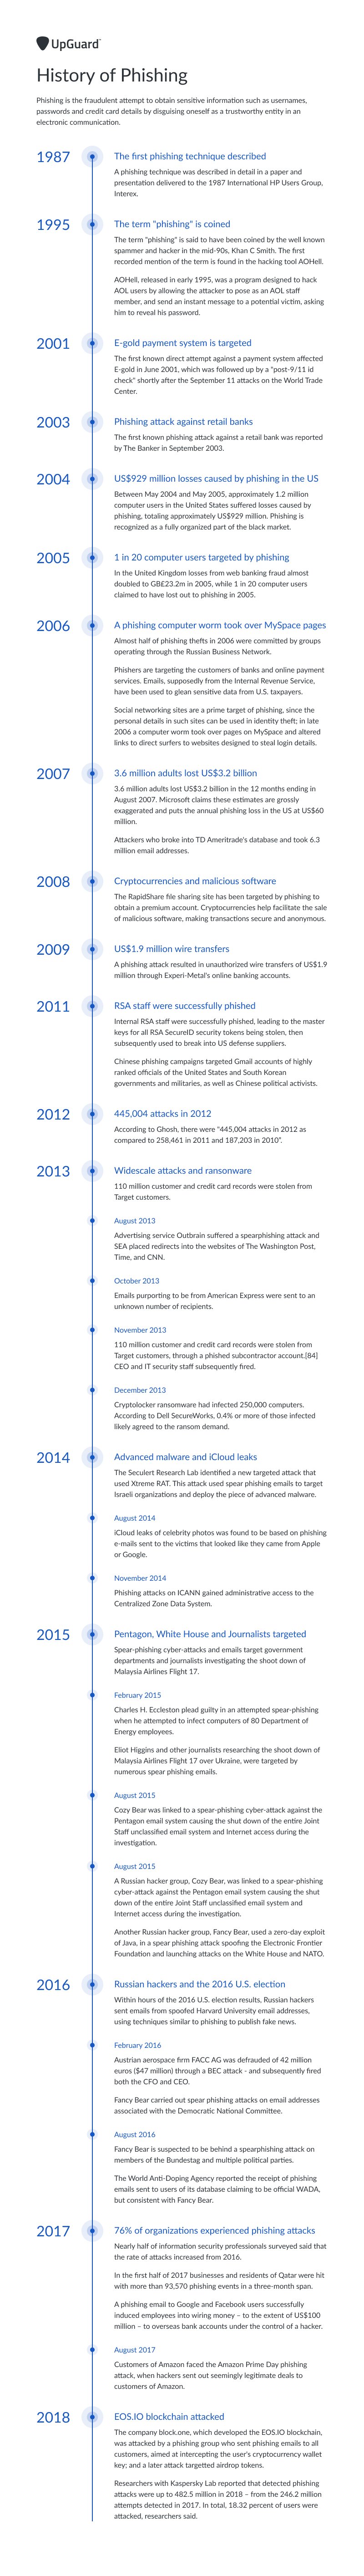 UpGuard™
History of Phishing
Phishing is the fraudulent attempt to obtain sensitive information such as usernames,
passwords and credit card details by disguising oneself as a trustworthy entity in an
electronic communication.
1987
The first phishing technique described
A phishing technique was described in detail in a paper and
presentation delivered to the 1987 International HP Users Group,
Interex.
1995
The term "phishing" is coined
The term "phishing" is said to have been coined by the well known
spammer and hacker in the mid-90s, Khan C Smith. The first
recorded mention of the term is found in the hacking tool AOHell.
AOHell, released in early 1995, was a program designed to hack
AOL users by allowing the attacker to pose as an AOL staff
member, and send an instant message to a potential victim, asking
him to reveal his password.
2001
E-gold payment system is targeted
The first known direct attempt against a payment system affected
E-gold in June 2001, which was followed up by a "post-9/11 id
check" shortly after the September 11 attacks on the World Trade
Center.
2003
Phishing attack against retail banks
The first known phishing attack against a retail bank was reported
by The Banker in September 2003.
2004
US$929 million losses caused by phishing in the US
Between May 2004 and May 2005, approximately 1.2 million
computer users in the United States suffered losses caused by
phishing, totaling approximately US$929 million. Phishing is
recognized as a fully organized part of the black market.
2005
1 in 20 computer users targeted by phishing
In the United Kingdom losses from web banking fraud almost
doubled to GB£23.2m in 2005, while 1 in 20 computer users
claimed to have lost out to phishing in 2005.
2006
A phishing computer worm took over MySpace pages
Almost half of phishing thefts in 2006 were committed by groups
operating through the Russian Business Network.
Phishers are targeting the customers of banks and online payment
services. Emails, supposedly from the Internal Revenue Service,
have been used to glean sensitive data from U.S. taxpayers.
Social networking sites are a prime target of phishing, since the
personal details in such sites can be used in identity theft; in late
2006 a computer worm took over pages on MySpace and altered
links to direct surfers to websites designed to steal login details.
2007
3.6 million adults lost US$3.2 billion
3.6 million adults lost US$3.2 billion in the 12 months ending in
August 2007. Microsoft claims these estimates are grossly
exaggerated and puts the annual phishing loss in the US at US$60
million.
Attackers who broke into TD Ameritrade's database and took 6.3
million email addresses.
2008
Cryptocurrencies and malicious software
The RapidShare file sharing site has been targeted by phishing to
obtain a premium account. Cryptocurrencies help facilitate the sale
of malicious software, making transactions secure and anonymous.
2009
US$1.9 million wire transfers
A phishing attack resulted in unauthorized wire transfers of US$1.9
million through Experi-Metal's online banking accounts.
2011
RSA staff were successfully phished
Internal RSA staff were successfully phished, leading to the master
keys for all RSA SecureID security tokens being stolen, then
subsequently used to break into US defense suppliers.
Chinese phishing campaigns targeted Gmail accounts of highly
ranked officials of the United States and South Korean
governments and militaries, as well as Chinese political activists.
2012
445,004 attacks in 2012
According to Ghosh, there were "445,004 attacks in 2012 as
compared to 258,461 in 2011 and 187,203 in 2010".
2013
Widescale attacks and ransonware
110 million customer and credit card records were stolen from
Target customers.
August 2013
Advertising service Outbrain suffered a spearphishing attack and
SEA placed redirects into the websites of The Washington Post,
Time, and CNN.
October 2013
Emails purporting to be from American Express were sent to an
unknown number of recipients.
November 2013
110 million customer and credit card records were stolen from
Target customers, through a phished subcontractor account.[84]
CEO and IT security staff subsequently fired.
December 2013
Cryptolocker ransomware had infected 250,000 computers.
According to Dell SecureWorks, 0.4% or more of those infected
likely agreed to the ransom demand.
2014
Advanced malware and iCloud leaks
The Seculert Research Lab identified a new targeted attack that
used Xtreme RAT. This attack used spear phishing emails to target
Israeli organizations and deploy the piece of advanced malware.
August 2014
iCloud leaks of celebrity photos was found to be based on phishing
e-mails sent to the victims that looked like they came from Apple
or Google.
November 2014
Phishing attacks on ICANN gained administrative access to the
Centralized Zone Data System.
2015
Pentagon, White House and Journalists targeted
Spear-phishing cyber-attacks and emails target government
departments and journalists investigating the shoot down of
Malaysia Airlines Flight 17.
February 2015
Charles H. Eccleston plead guilty in an attempted spear-phishing
when he attempted to infect computers of 80 Department of
Energy employees.
Eliot Higgins and other journalists researching the shoot down of
Malaysia Airlines Flight 17 over Ukraine, were targeted by
numerous spear phishing emails.
August 2015
Cozy Bear was linked to a spear-phishing cyber-attack against the
Pentagon email system causing the shut down of the entire Joint
Staff unclassified email system and Internet access during the
investigation.
August 2015
A Russian hacker group, Cozy Bear, was linked to a spear-phishing
cyber-attack against the Pentagon email system causing the shut
down of the entire Joint Staff unclassified email system and
Internet access during the investigation.
Another Russian hacker group, Fancy Bear, used a zero-day exploit
of Java, in a spear phishing attack spoofing the Electronic Frontier
Foundation and launching attacks on the White House and NATO.
2016
Russian hackers and the 2016 U.S. election
Within hours of the 2016 U.S. election results, Russian hackers
sent emails from spoofed Harvard University email addresses,
using techniques similar to phishing to publish fake news.
February 2016
Austrian aerospace firm FACC AG was defrauded of 42 million
euros ($47 million) through a BEC attack - and subsequently fired
both the CFO and CEO.
Fancy Bear carried out spear phishing attacks on email addresses
associated with the Democratic National Committee.
August 2016
Fancy Bear is suspected to be behind a spearphishing attack on
members of the Bundestag and multiple political parties.
The World Anti-Doping Agency reported the receipt of phishing
emails sent to users of its database claiming to be official WADA,
but consistent with Fancy Bear.
2017
76% of organizations experienced phishing attacks
Nearly half of information security professionals surveyed said that
the rate of attacks increased from 2016.
In the first half of 2017 businesses and residents of Qatar were hit
with more than 93,570 phishing events in a three-month span.
A phishing email to Google and Facebook users successfully
induced employees into wiring money – to the extent of US$100
million – to overseas bank accounts under the control of a hacker.
August 2017
Customers of Amazon faced the Amazon Prime Day phishing
attack, when hackers sent out seemingly legitimate deals to
customers of Amazon.
2018
EOS.IO blockchain attacked
The company block.one, which developed the EOS.IO blockchain,
was attacked by a phishing group who sent phishing emails to all
customers, aimed at intercepting the user's cryptocurrency wallet
key; and a later attack targetted airdrop tokens.
Researchers with Kaspersky Lab reported that detected phishing
attacks were up to 482.5 million in 2018 – from the 246.2 million
attempts detected in 2017. In total, 18.32 percent of users were
attacked, researchers said.